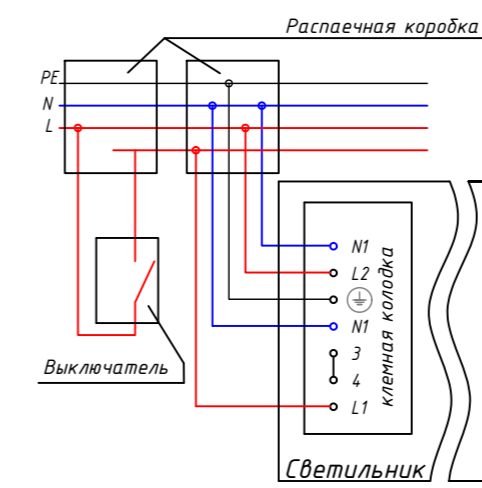 Распаечная коробка
PE
N
L
N1
L2
N1
3
4
L1
клемная колодка
Выключатель
Светильник